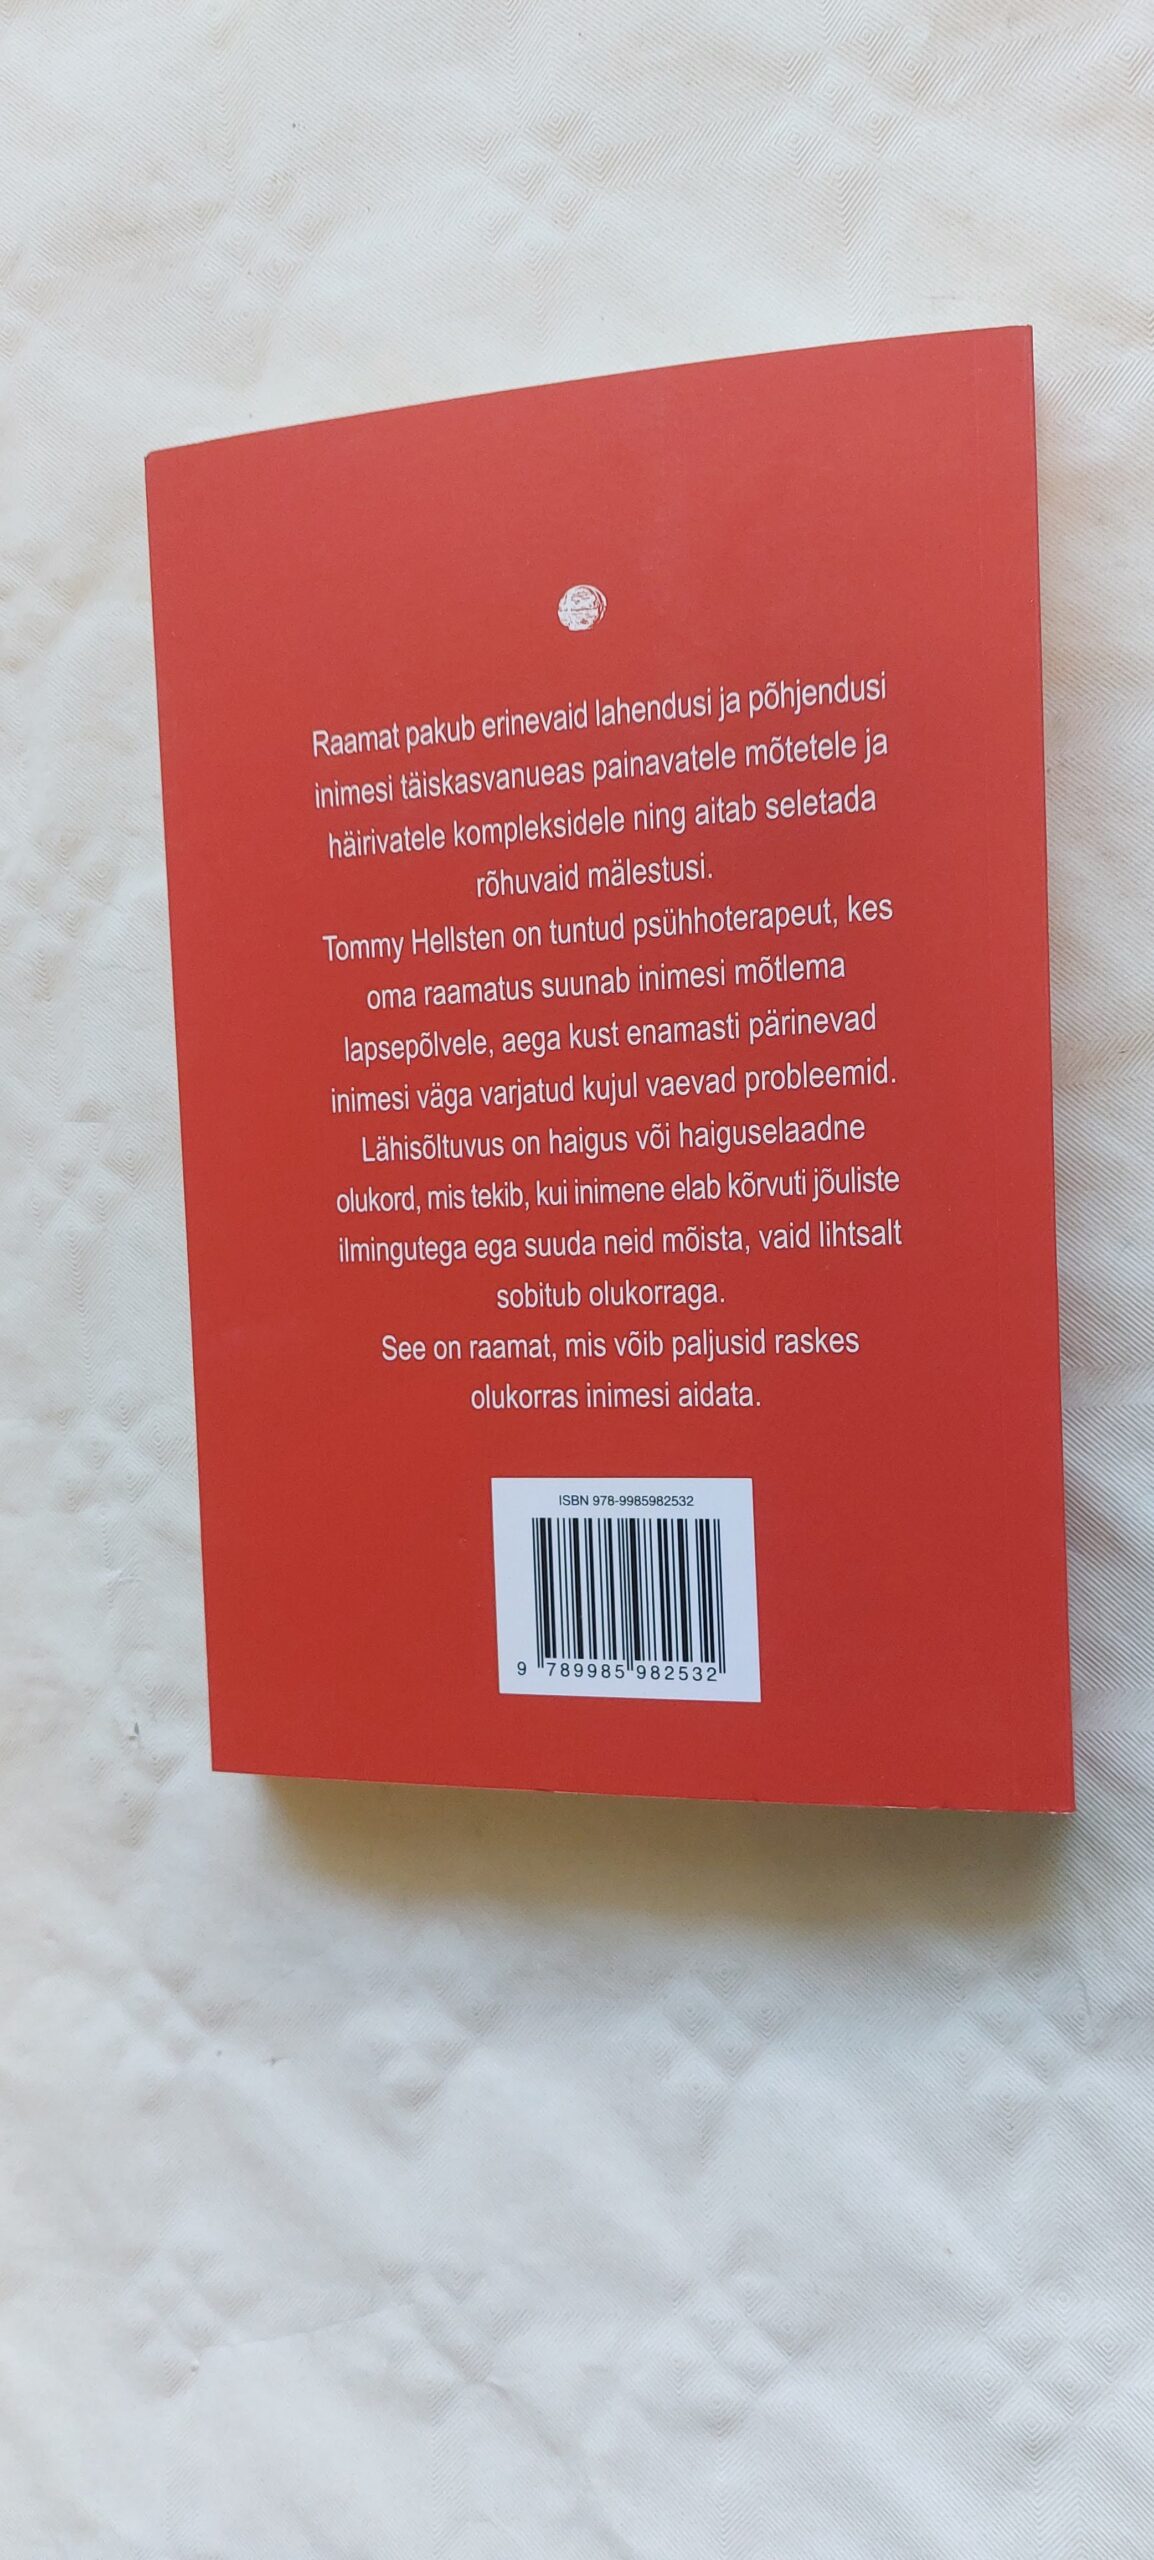 Raamat pakub erinevaid lahendusi ja põhjendusi
inimesi täiskasvanueas painavatele mõtetele ja
häirivatele kompleksidele ning aitab seletada
rõhuvaid mälestusi.
Tommy Hellsten on tuntud psühhoterapeut, kes
oma raamatus suunab inimesi mõtlema
lapsepõlvele, aega kust enamasti pärinevad
inimesi väga varjatud kujul vaevad probleemid.
Lähisõltuvus on haigus või haiguselaadne
olukord, mis tekib, kui inimene elab kõrvuti jõuliste
ilmingutega ega suuda neid mõista, vaid lihtsalt
sobitub olukorraga.
See on raamat, mis võib paljusid raskes
olukorras inimesi aidata.
ISBN 978-9985982532
9 789985 982532